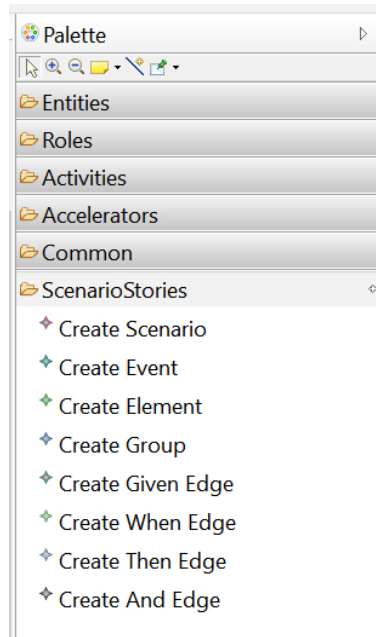 Palette
Entities
Roles
Activities
Accelerators
Common
ScenarioStories
Create Scenario
Create Event
Create Element
Create Group
Create Given Edge
Create When Edge
Create Then Edge
Create And Edge